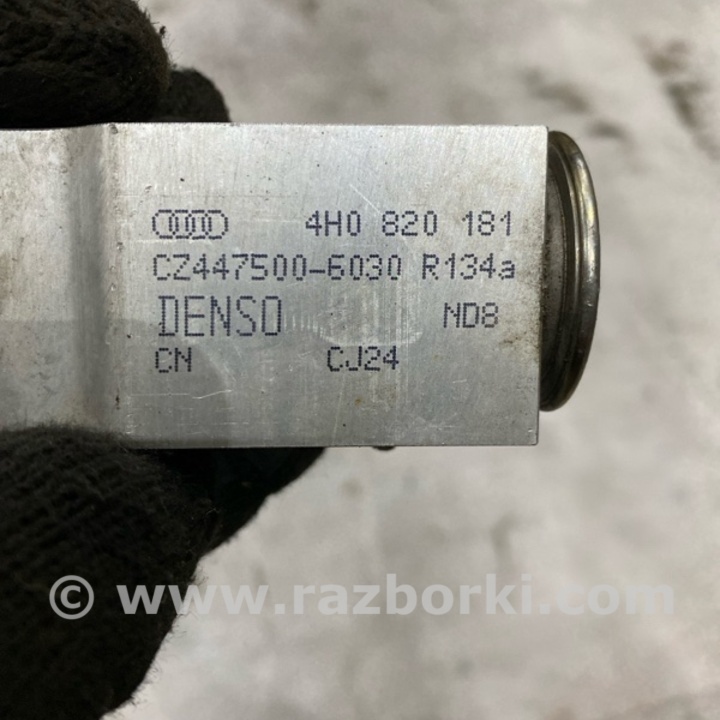 4H0 820 181
CZ447500-6030 R134a
DENSO ND8
CN CJ24
© www.razborki.com